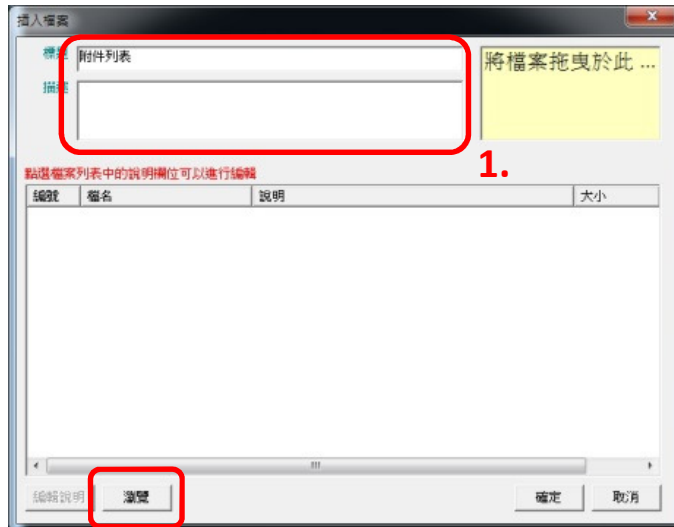 插入檔案
標題 附件列表
將檔案拖曳於此 ...
描述
1.
點選檔案列表中的說明欄位可以進行編輯
編號 檔名 說明 大小
編輯說明 瀏覽 確定 取消